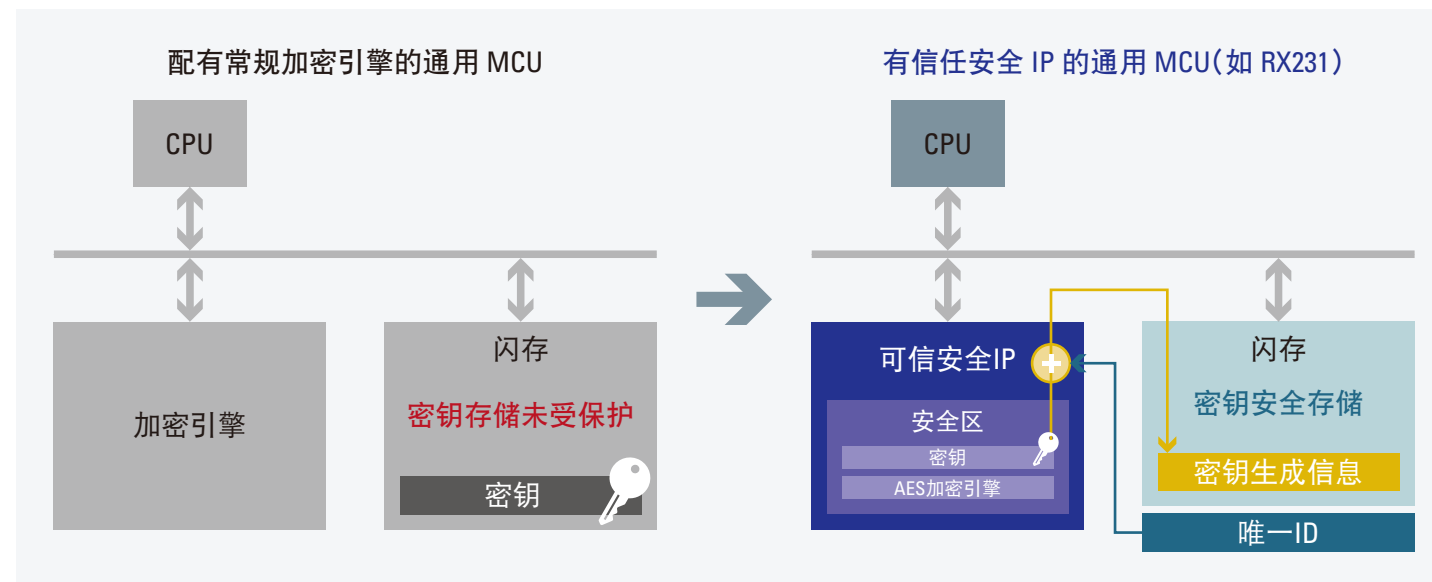 配有常规加密引擎的通用 MCU
CPU
加密引擎
闪存
密钥存储未受保护
密钥
有信任安全 IP 的通用 MCU(如 RX231)
CPU
可信安全IP
安全区
密钥
AES加密引擎
闪存
密钥安全存储
密钥生成信息
唯一ID